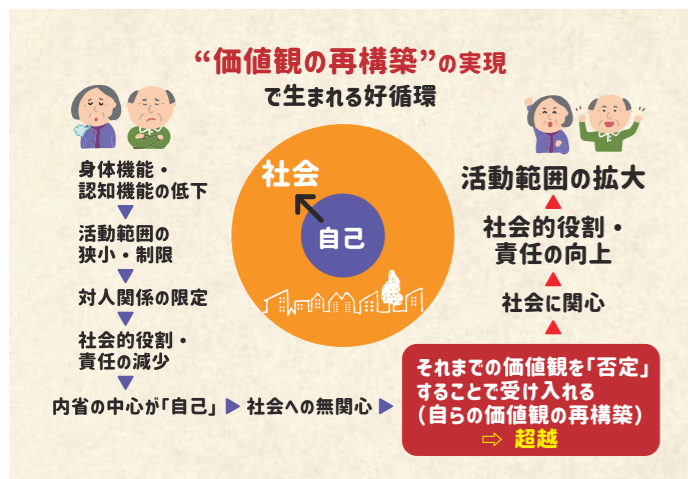 “価値観の再構築”の実現
で生まれる好循環
身体機能・
認知機能の低下
活動範囲の
狭小・制限
対人関係の限定
社会的役割・
責任の減少
内省の中心が「自己」
社会への無関心
社会
自己
それまでの価値観を「否定」
することで受け入れる
（自らの価値観の再構築）
⇨ 超越
社会に関心
社会的役割・
責任の向上
活動範囲の拡大